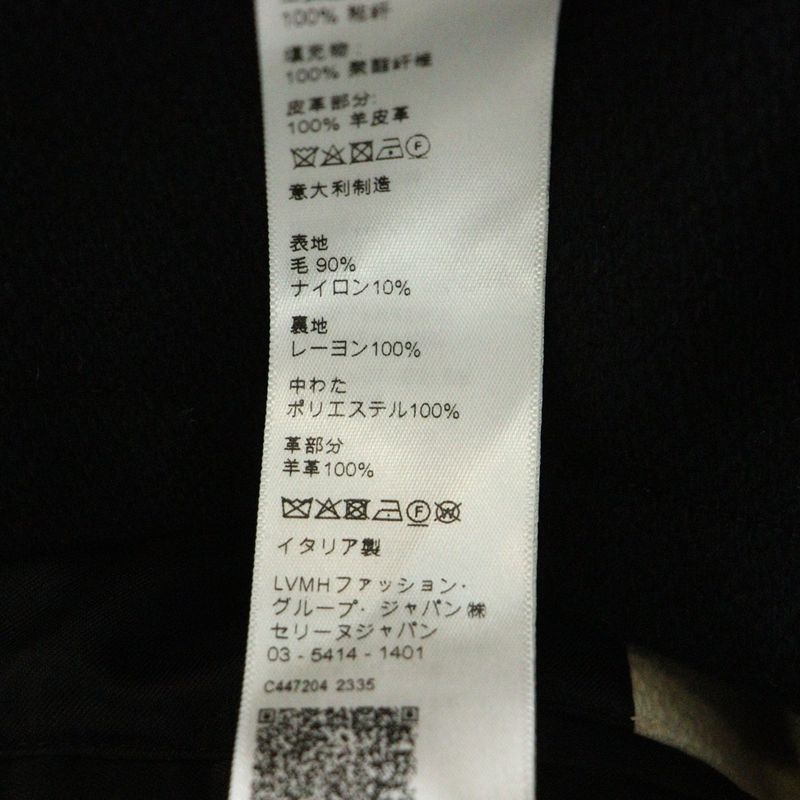 100% 粘纤
填充物:
100% 聚酯纤维
皮革部分:
100% 羊皮革
意大利制造
表地
毛 90%
ナイロン10%
裏地
レーヨン100%
中わた
ポリエステル100%
革部分
羊革100%
イタリア製
LVMHファッション・
グループ・ジャパン㈱
セリーヌジャパン
03 - 5414 - 1401
C447204 2335